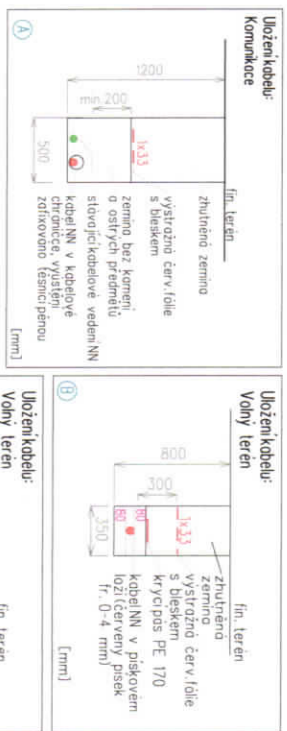 Uložení kabelu:
Komunikace
fin. terén
1200
zhutněná zemina
výstražná červ. fólie
s bleskem
min.200
1x33
zemina bez kamení
a ostrých předmětů
stávající kabelové vedení NN
kabel NN v kabelové
chráničce, vyústění
zafixováno těsnící pěnou
500
[mm]
A
Uložení kabelu:
Volný terén
fin. terén
800
zhutněná
zemina
výstražná červ. fólie
s bleskem
300
1x33
krycí pás PE 170
80
80
kabel NN v pískovém
loži (červený písek
fr. 0-4 mm)
350
[mm]
B
Uložení kabelu:
Volný terén
fin. terén